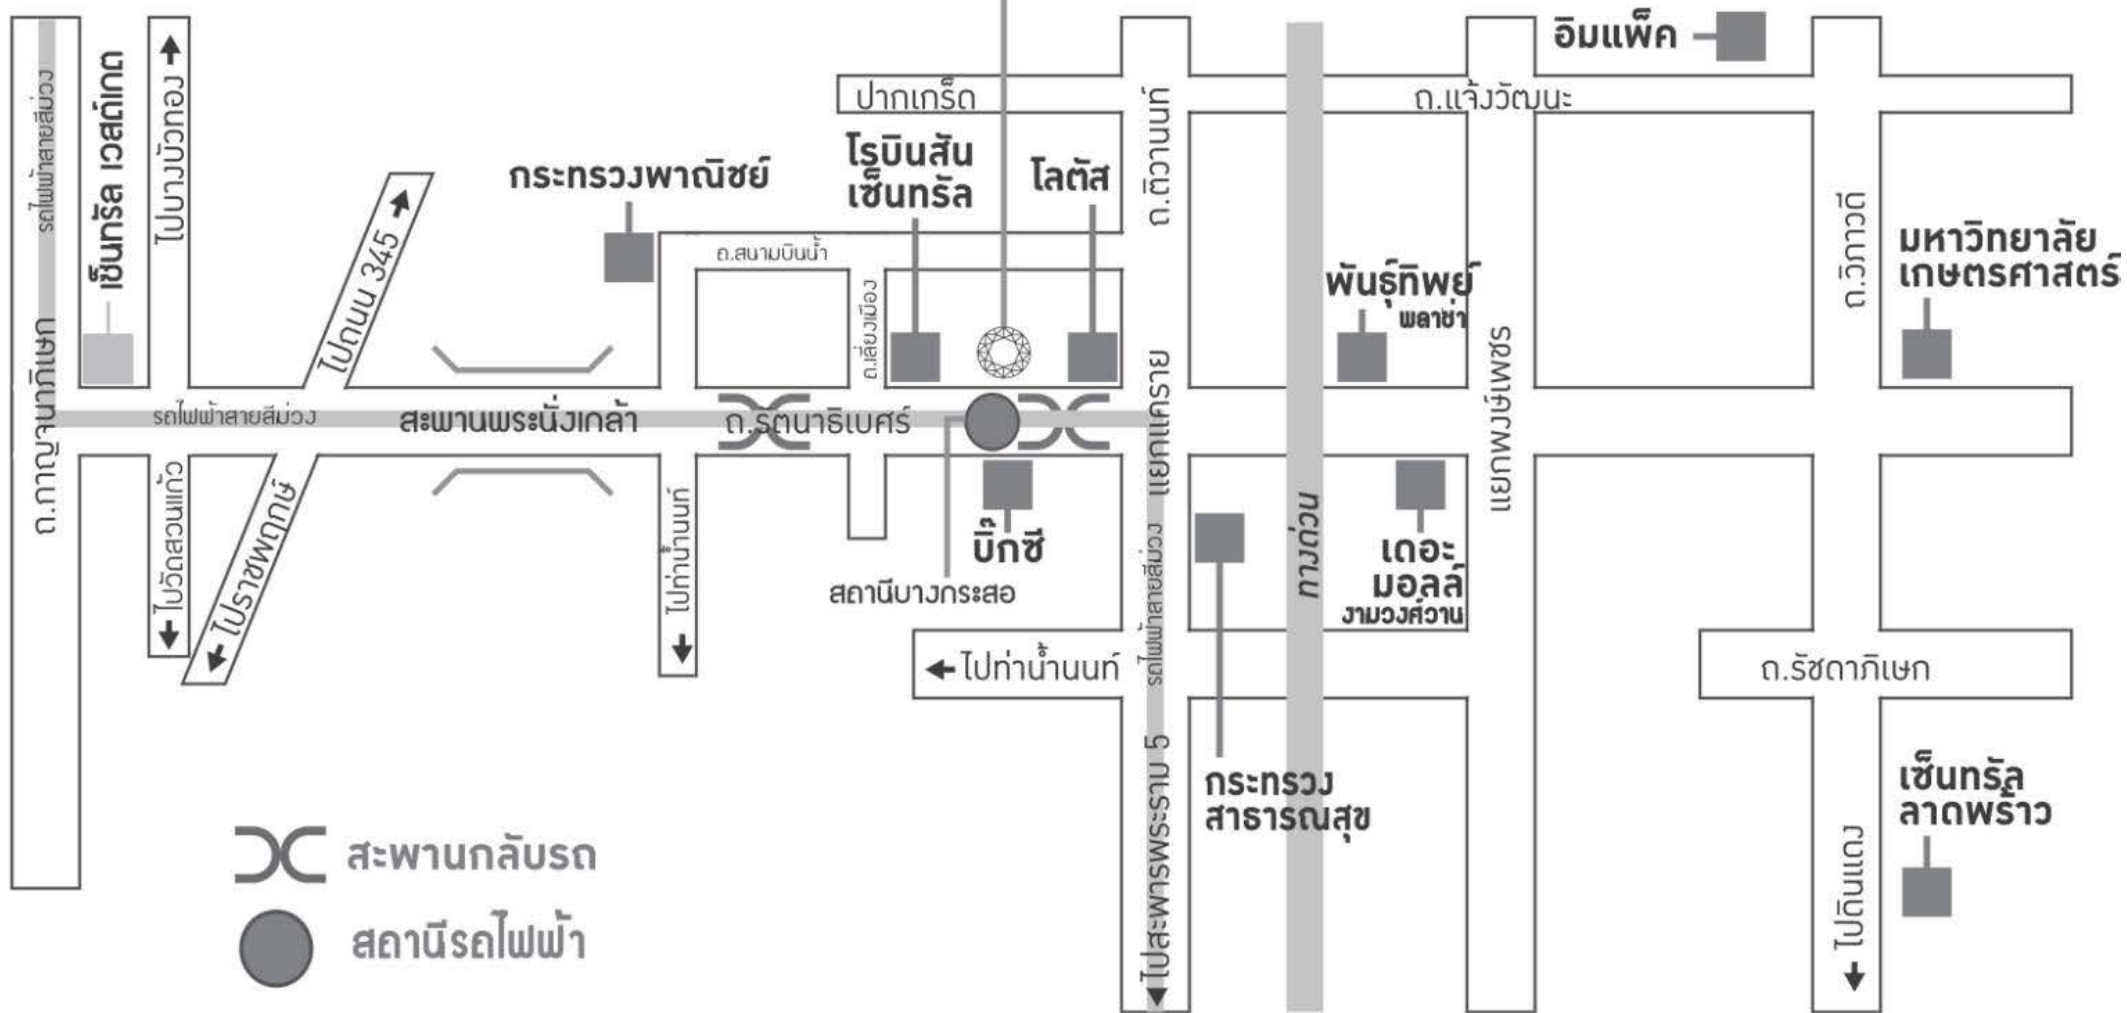 อิมแพ็ค
ปากเกร็ด
ถ.แจ้งวัฒนะ
รถไฟฟ้าสายสีม่วง
เซ็นทรัล เวสต์เกต
ถ.ติวานนท์
กระทรวงพาณิชย์
โรบินสัน
เซ็นทรัล
โลตัส
ถ.สนามบินน้ำ
ไปถนน 345
ถ.เลี่ยงเมือง
พันธุ์ทิพย์
พลาซ่า
มหาวิทยาลัย
เกษตรศาสตร์
ถ.กาญจนาภิเษก
รถไฟฟ้าสายสีม่วง
สะพานพระนั่งเกล้า
ถ.รัตนาธิเบศร์
แยกแคราย
แยกพงษ์เพชร
ไปวัดสวนแก้ว
ไปราชพฤกษ์
ไปท่าน้ำนนท์
บิ๊กซี
สถานีบางกระสอ
รถไฟฟ้าสายสีม่วง
ทางด่วน
เดอะ
มอลล์
งามวงศ์วาน
ไปท่าน้ำนนท์
ถ.รัชดาภิเษก
ไปสะพานพระราม 5
กระทรวง
สาธารณสุข
เซ็นทรัล
ลาดพร้าว
ไปดินแดง
สะพานกลับรถ
สถานีรถไฟฟ้า